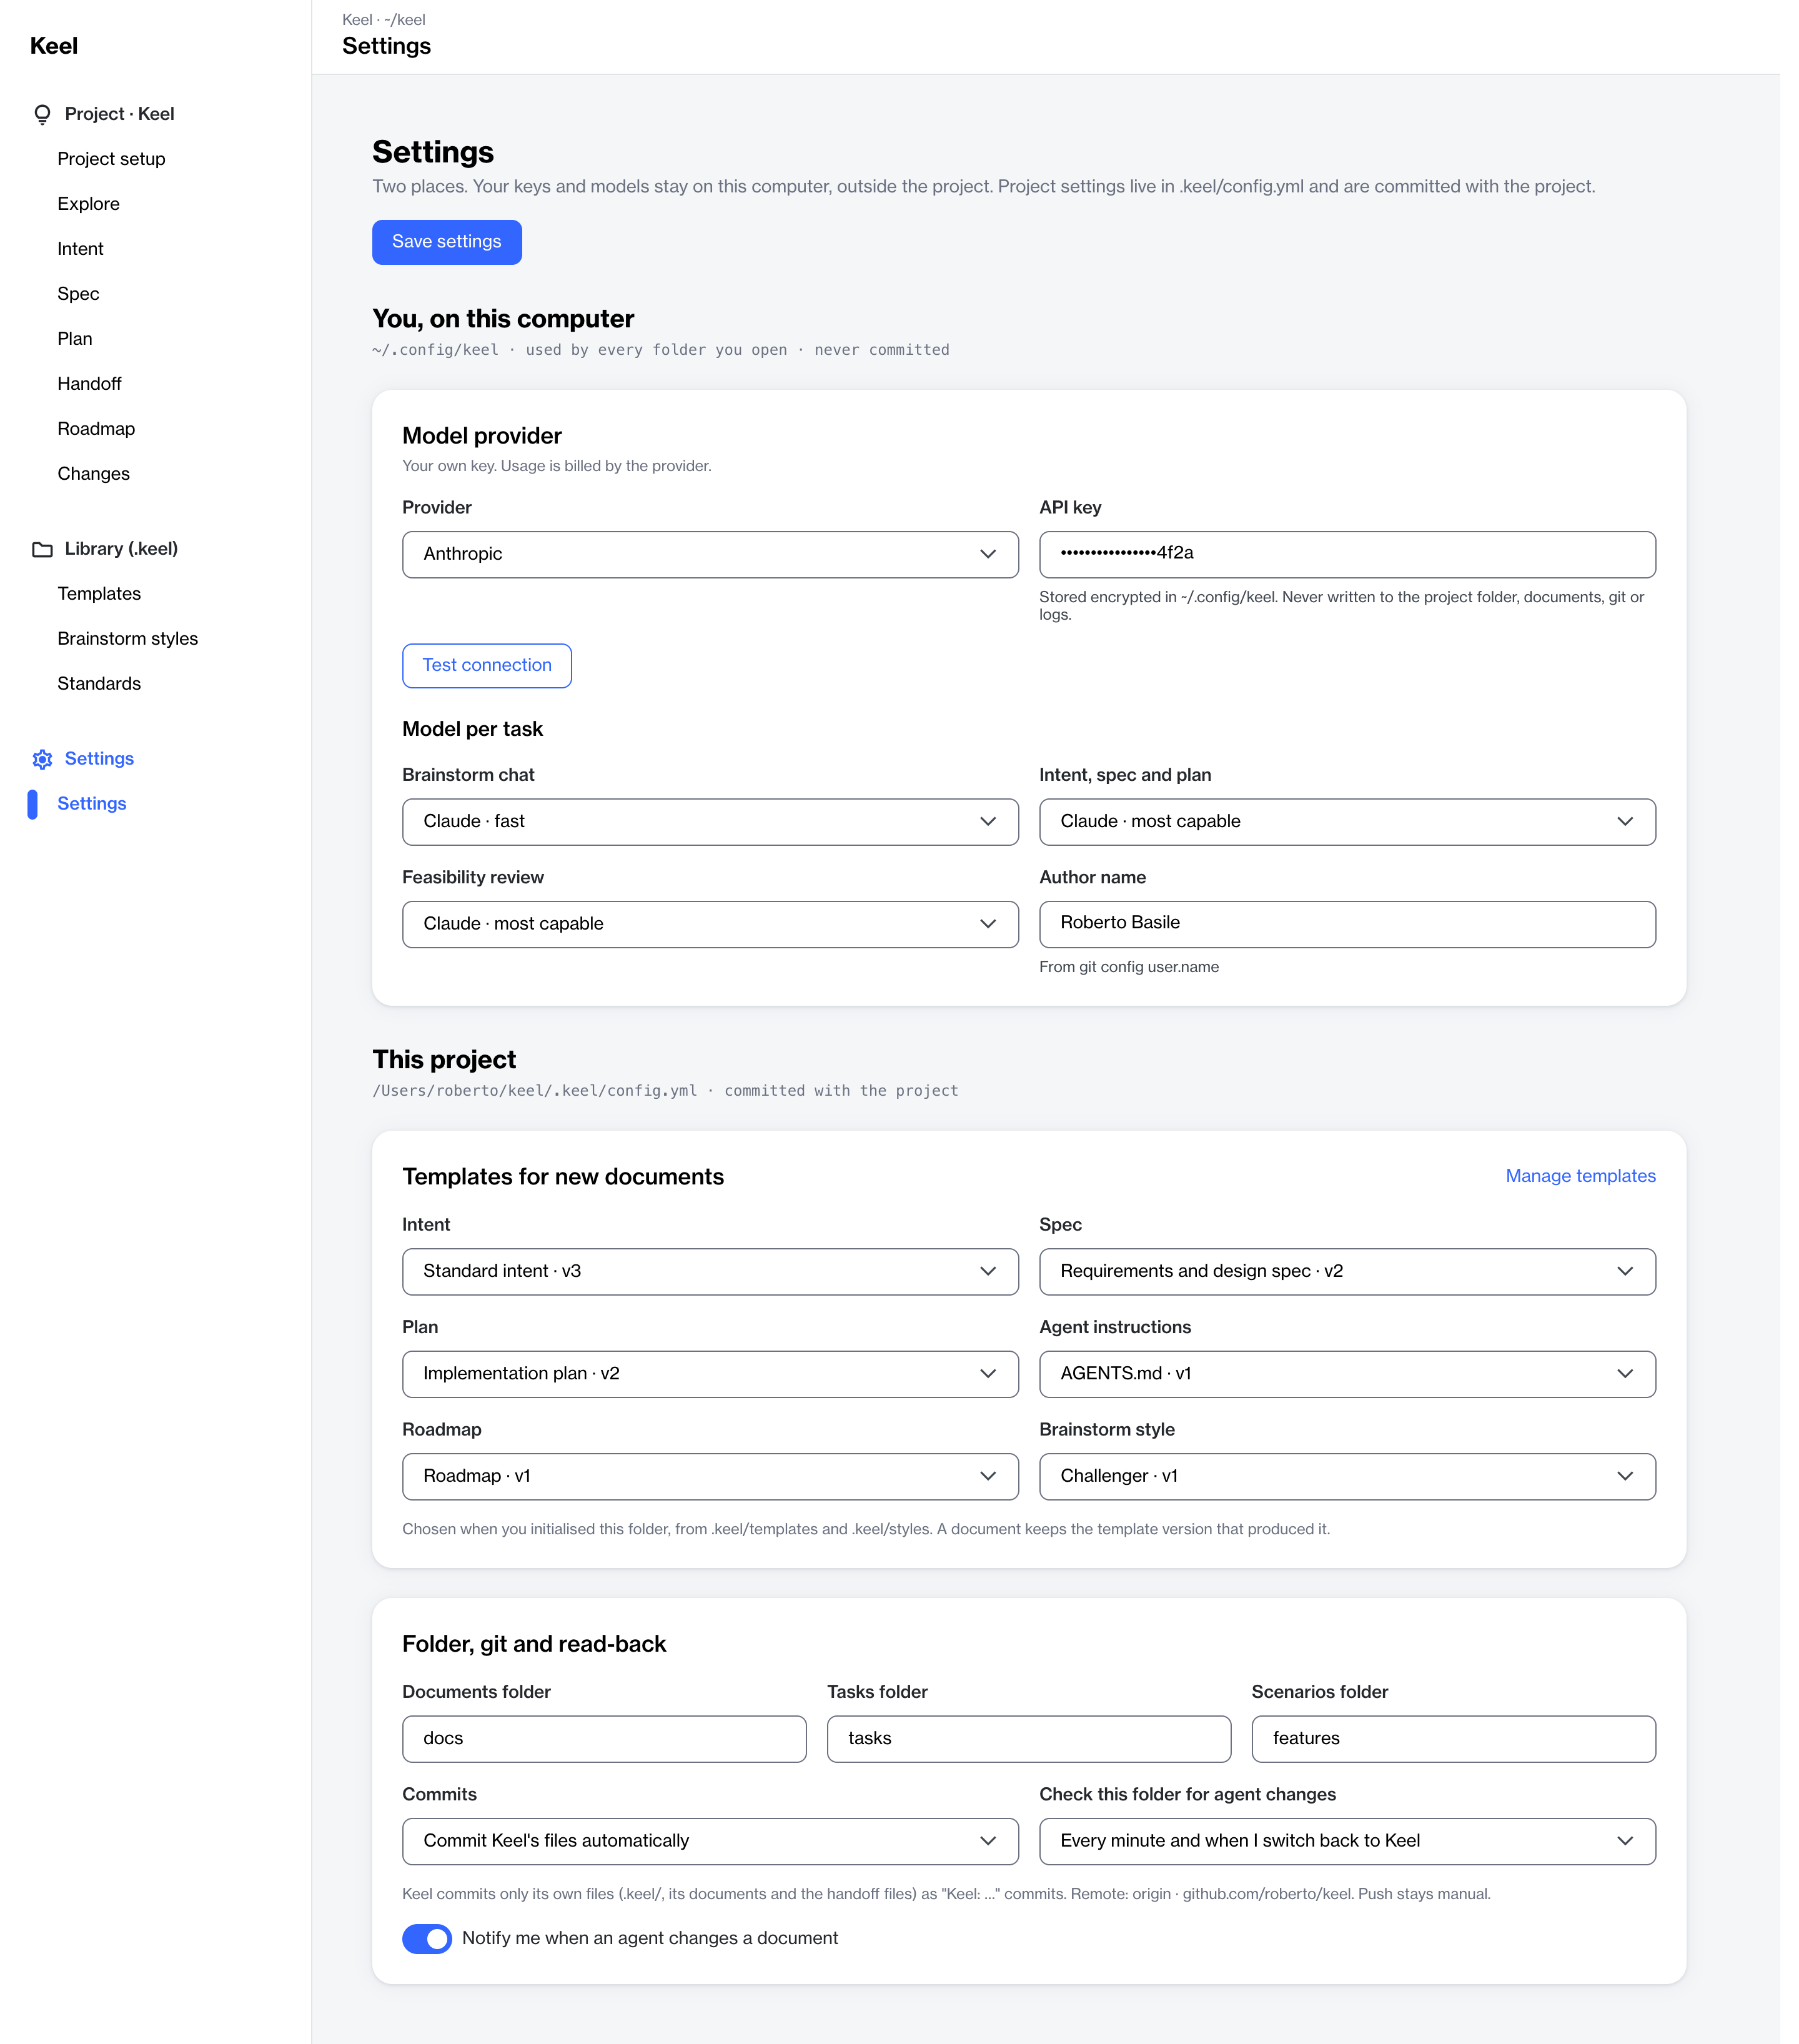 Keel
Project · Keel
Project setup
Explore
Intent
Spec
Plan
Handoff
Roadmap
Changes
Library (.keel)
Templates
Brainstorm styles
Standards
Settings
Settings
Keel · ~/keel
Settings
Settings
Two places. Your keys and models stay on this computer, outside the project. Project settings live in .keel/config.yml and are committed with the project.
Save settings
You, on this computer
~/.config/keel · used by every folder you open · never committed
Model provider
Your own key. Usage is billed by the provider.
Provider
Anthropic
API key
••••••••••••••••4f2a
Stored encrypted in ~/.config/keel. Never written to the project folder, documents, git or
logs.
Test connection
Model per task
Brainstorm chat
Claude · fast
Intent, spec and plan
Claude · most capable
Feasibility review
Claude · most capable
Author name
Roberto Basile
From git config user.name
This project
/Users/roberto/keel/.keel/config.yml · committed with the project
Templates for new documents
Manage templates
Intent
Standard intent · v3
Spec
Requirements and design spec · v2
Plan
Implementation plan · v2
Agent instructions
AGENTS.md · v1
Roadmap
Roadmap · v1
Brainstorm style
Challenger · v1
Chosen when you initialised this folder, from .keel/templates and .keel/styles. A document keeps the template version that produced it.
Folder, git and read-back
Documents folder
docs
Tasks folder
tasks
Scenarios folder
features
Commits
Commit Keel's files automatically
Check this folder for agent changes
Every minute and when I switch back to Keel
Keel commits only its own files (.keel/, its documents and the handoff files) as "Keel: ..." commits. Remote: origin · github.com/roberto/keel. Push stays manual.
Notify me when an agent changes a document